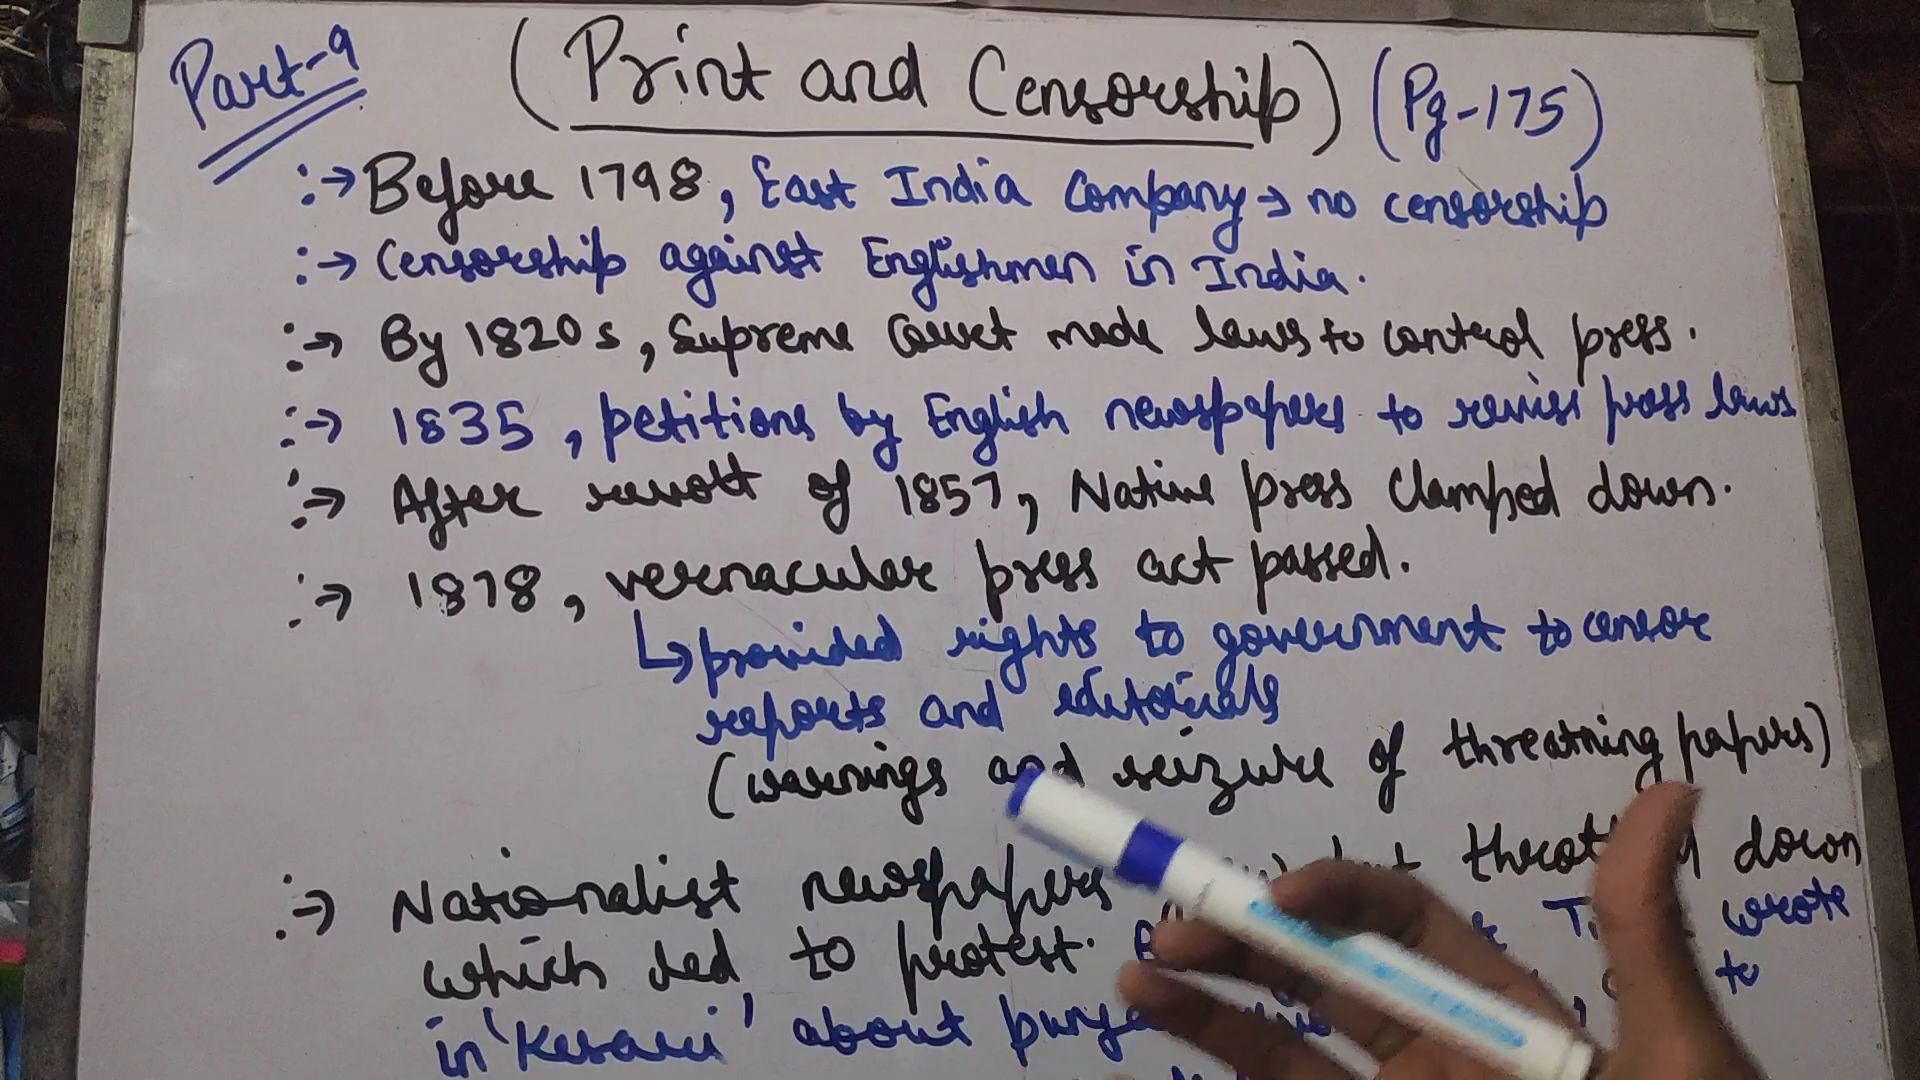 Part-9
(Print and Censorship) (Pg-175)
:→ Before 1798, East India Company → no censorship
:→ Censorship against Englishmen in India.
:→ By 1820s, Supreme Court made laws to control press.
:→ 1835, petitions by English newspapers to revise press laws
:→ After revolt of 1857, Native press clamped down.
:→ 1878, vernacular press act passed.
↳ provided rights to government to censor
reports and editorials
(warnings and seizure of threatning papers)
:→ Nationalist newspapers down
which led to protest. wrote
in 'Kesari' about to